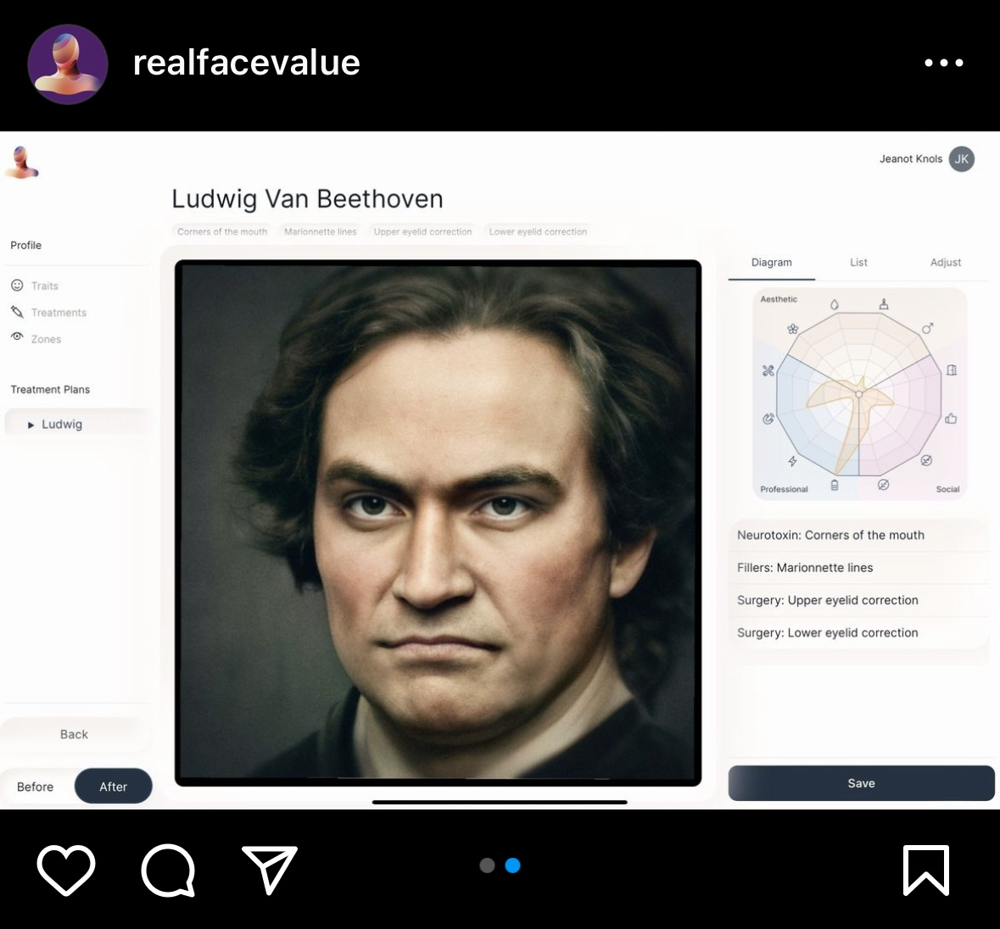 realfacevalue
Jeanot Knols JK
Ludwig Van Beethoven
Corners of the mouth Marionnette lines Upper eyelid correction Lower eyelid correction
Profile
Traits
Treatments
Zones
Treatment Plans
Ludwig
Back
Before After
Diagram List Adjust
Aesthetic
Professional Social
Neurotoxin: Corners of the mouth
Fillers: Marionnette lines
Surgery: Upper eyelid correction
Surgery: Lower eyelid correction
Save